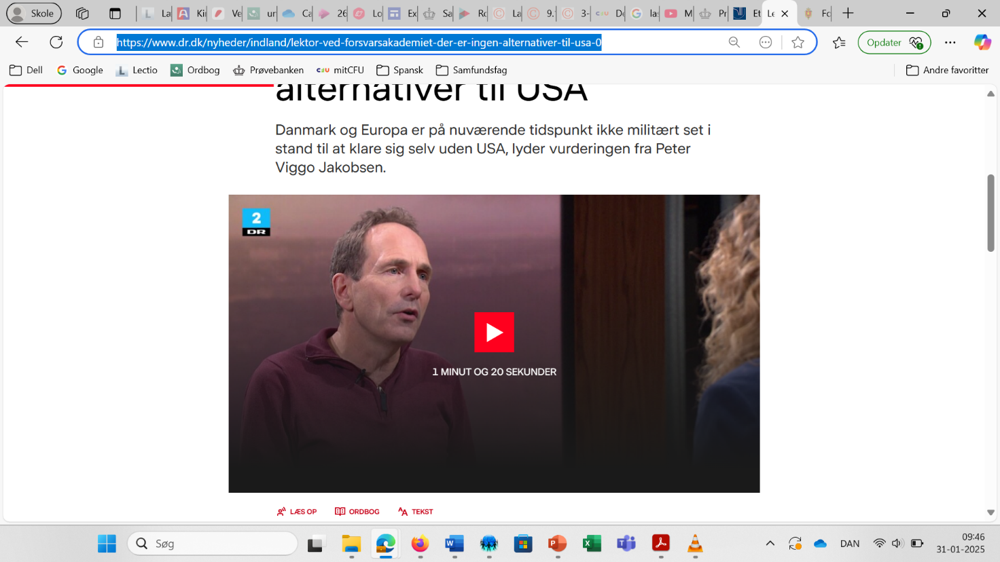 Skole
La
Kir
Ve
ur
Ca
26
Lo
Ex
Sa
Ro
La
9.
3-
De
las
M
Pr
Et
Le
Fo
https://www.dr.dk/nyheder/indland/lektor-ved-forsvarsakademiet-der-er-ingen-alternativer-til-usa-0
Opdater
Dell
Google
Lectio
Ordbog
Prøvebanken
CFU mitCFU
Spansk
Samfundsfag
Andre favoritter
alternativer til USA
Danmark og Europa er på nuværende tidspunkt ikke militært set i
stand til at klare sig selv uden USA, lyder vurderingen fra Peter
Viggo Jakobsen.
2
DR
1 MINUT OG 20 SEKUNDER
LÆS OP
ORDBOG
TEKST
Søg
DAN
09:46
31-01-2025